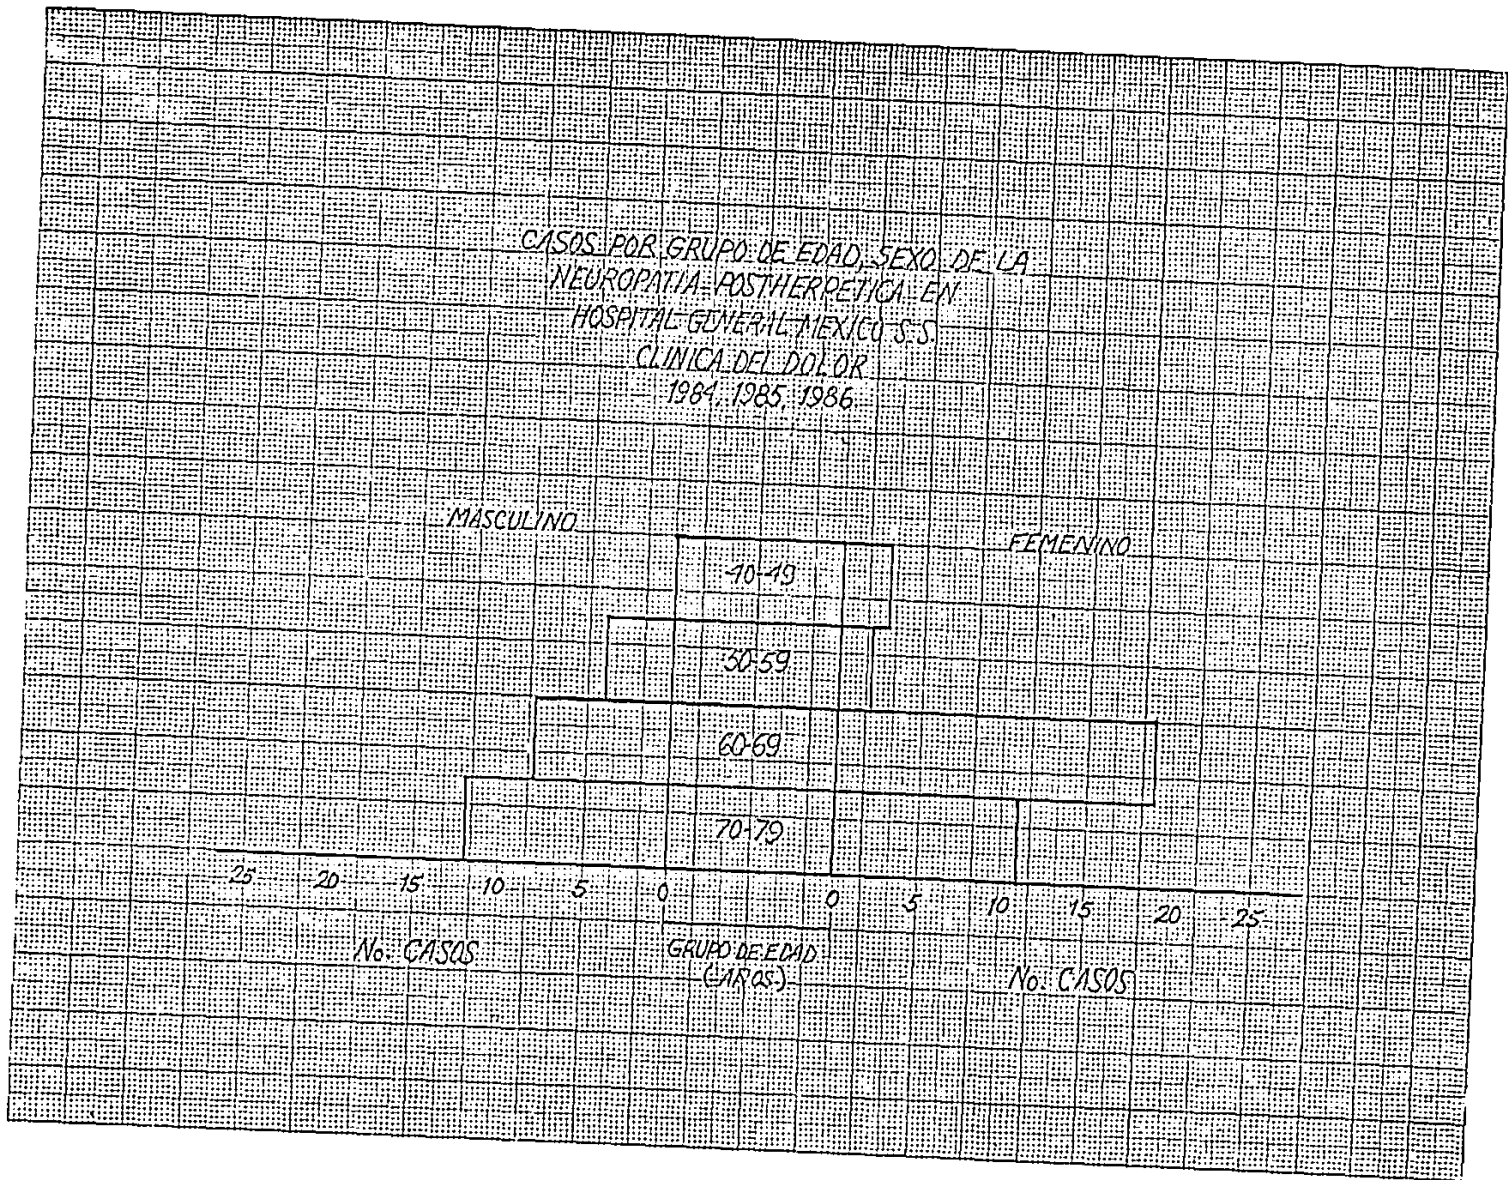 CASOS POR GRUPO DE EDAD, SEXO DE LA
NEUROPATIA POSTHERPETICA EN
HOSPITAL GENERAL MEXICO S.S.
CLINICA DEL DOLOR
1984, 1985, 1986.
MASCULINO
FEMENINO
40-49
50-59
60-69
70-79
25 20 15 10 5 0 0 5 10 15 20 25
No. CASOS
GRUPO DE EDAD
(AÑOS)
No. CASOS